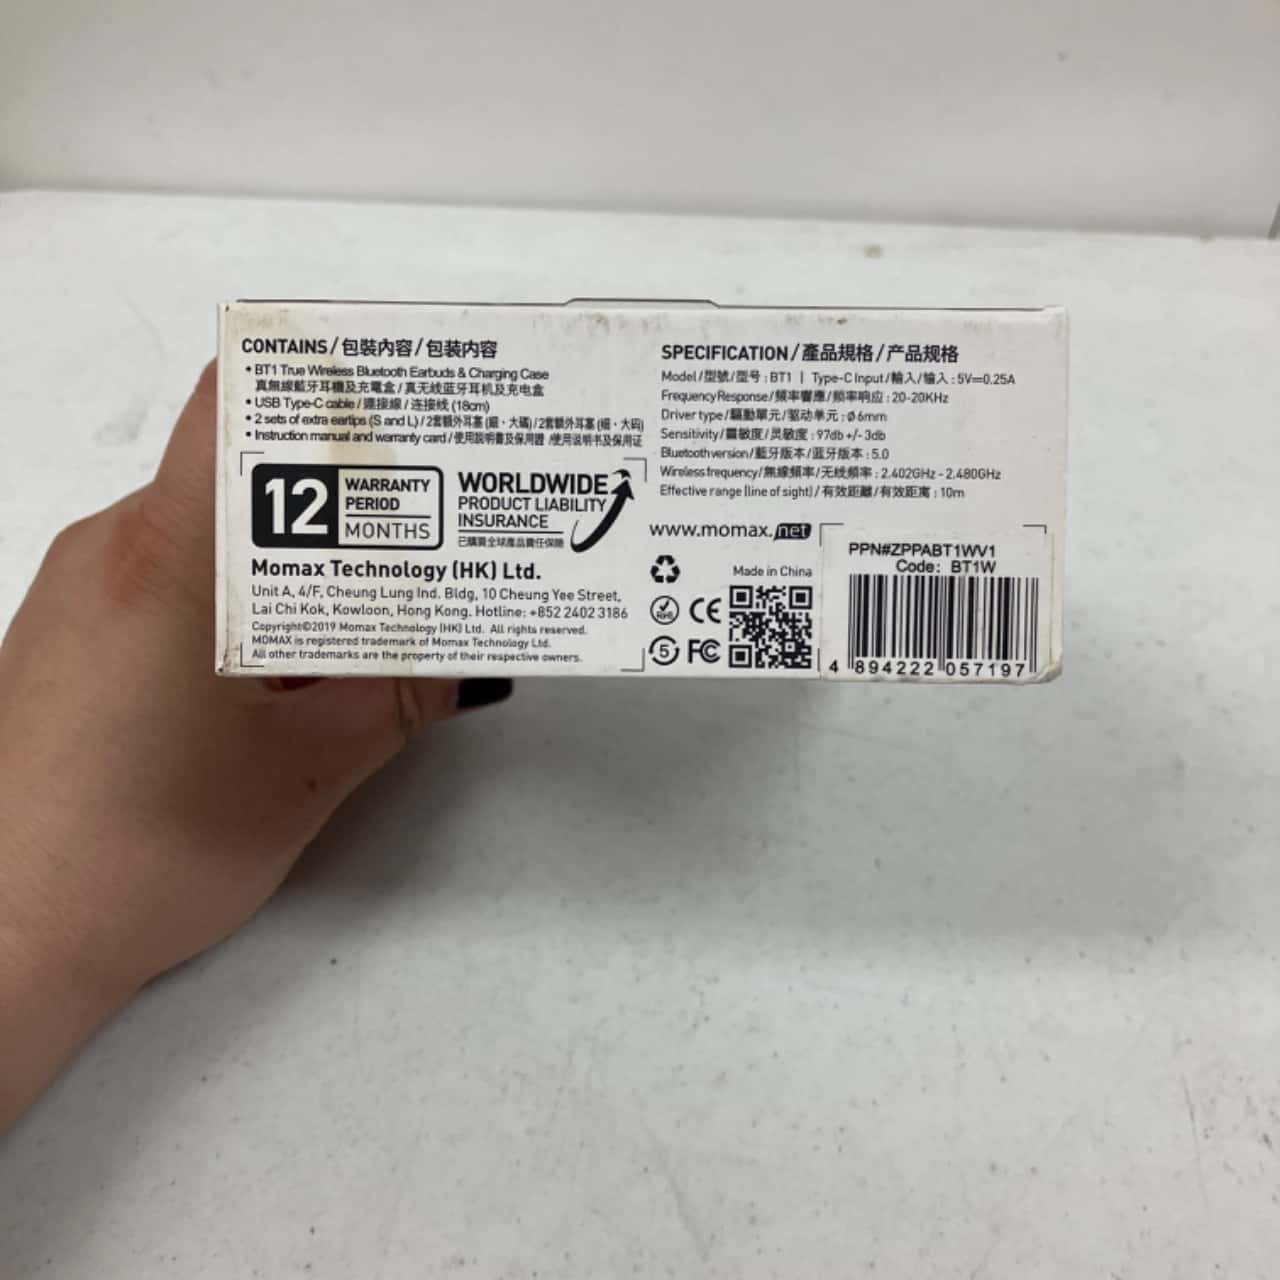 CONTAINS / 包裝內容 / 包装内容
• BT1 True Wireless Bluetooth Earbuds & Charging Case
真無線藍牙耳機及充電盒 / 真无线蓝牙耳机及充电盒
• USB Type-C cable / 連接線 / 连接线 (18cm)
• 2 sets of extra eartips (S and L) / 2套額外耳塞 (細、大碼) / 2套额外耳塞 (细、大码)
• Instruction manual and warranty card / 使用說明書及保用證 /使用说明书及保用证
12 WARRANTY PERIOD MONTHS
WORLDWIDE
PRODUCT LIABILITY
INSURANCE
已購買全球產品責任保險
Momax Technology (HK) Ltd.
Unit A, 4/F, Cheung Lung Ind. Bldg, 10 Cheung Yee Street,
Lai Chi Kok, Kowloon, Hong Kong. Hotline: +852 2402 3186
Copyright©2019 Momax Technology (HK) Ltd. All rights reserved.
MOMAX is registered trademark of Momax Technology Ltd.
All other trademarks are the property of their respective owners.
SPECIFICATION / 產品規格 / 产品规格
Model / 型號 / 型号 : BT1 | Type-C Input / 輸入 / 输入 : 5V⎓0.25A
Frequency Response / 頻率響應 / 频率响应 : 20-20KHz
Driver type / 驅動單元 / 驱动单元 : Ø6mm
Sensitivity / 靈敏度 / 灵敏度 : 97db +/- 3db
Bluetooth version / 藍牙版本 / 蓝牙版本 : 5.0
Wireless frequency / 無線頻率 / 无线频率 : 2.402GHz - 2.480GHz
Effective range (line of sight) / 有效距離 / 有效距离 : 10m
www.momax.net
Made in China
RoHS CE
5 FC
PPN#ZPPABT1WV1
Code: BT1W
4 894222 057197